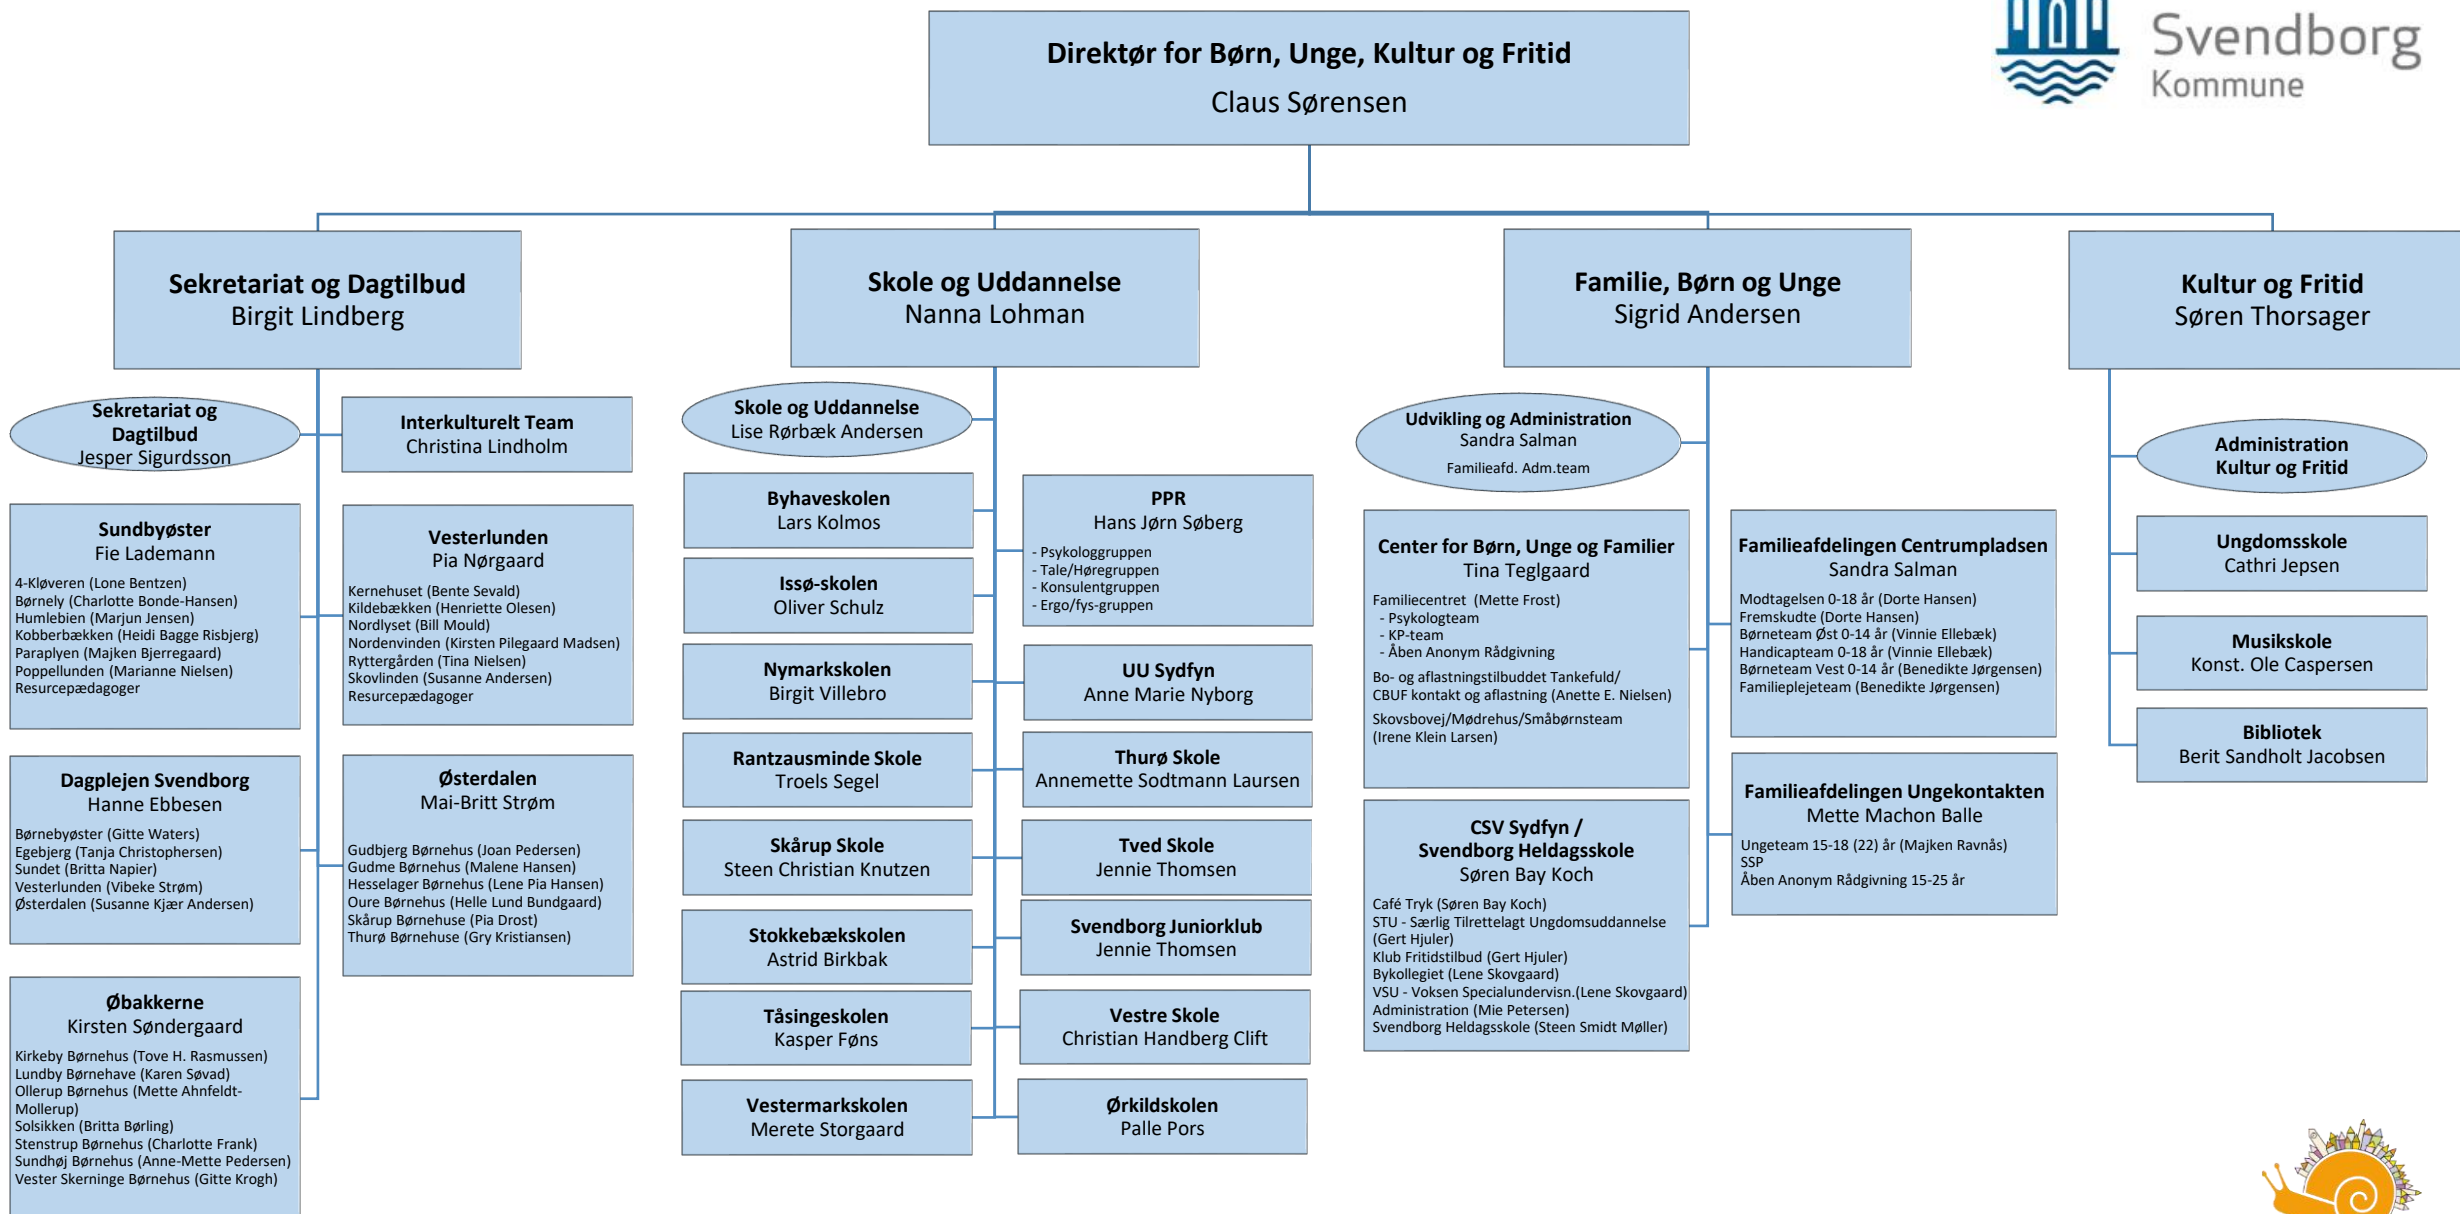 Direktør for Børn, Unge, Kultur og Fritid
Claus Sørensen
Svendborg
Kommune
Sekretariat og Dagtilbud
Birgit Lindberg
Sekretariat og
Dagtilbud
Jesper Sigurdsson
Interkulturelt Team
Christina Lindholm
Sundbyøster
Fie Lademann
4-Kløveren (Lone Bentzen)
Børnely (Charlotte Bonde-Hansen)
Humlebien (Marjun Jensen)
Kobberbækken (Heidi Bagge Risbjerg)
Paraplyen (Majken Bjerregaard)
Poppellunden (Marianne Nielsen)
Resurcepædagoger
Vesterlunden
Pia Nørgaard
Kernehuset (Bente Sevald)
Kildebækken (Henriette Olesen)
Nordlyset (Bill Mould)
Nordenvinden (Kirsten Pilegaard Madsen)
Ryttergården (Tina Nielsen)
Skovlinden (Susanne Andersen)
Resurcepædagoger
Dagplejen Svendborg
Hanne Ebbesen
Børnebyøster (Gitte Waters)
Egebjerg (Tanja Christophersen)
Sundet (Britta Napier)
Vesterlunden (Vibeke Strøm)
Østerdalen (Susanne Kjær Andersen)
Østerdalen
Mai-Britt Strøm
Gudbjerg Børnehus (Joan Pedersen)
Gudme Børnehus (Malene Hansen)
Hesselager Børnehus (Lene Pia Hansen)
Oure Børnehus (Helle Lund Bundgaard)
Skårup Børnehuse (Pia Drost)
Thurø Børnehuse (Gry Kristiansen)
Øbakkerne
Kirsten Søndergaard
Kirkeby Børnehus (Tove H. Rasmussen)
Lundby Børnehave (Karen Søvad)
Ollerup Børnehus (Mette Ahnfeldt-
Mollerup)
Solsikken (Britta Børling)
Stenstrup Børnehus (Charlotte Frank)
Sundhøj Børnehus (Anne-Mette Pedersen)
Vester Skerninge Børnehus (Gitte Krogh)
Skole og Uddannelse
Nanna Lohman
Skole og Uddannelse
Lise Rørbæk Andersen
Byhaveskolen
Lars Kolmos
PPR
Hans Jørn Søberg
- Psykologgruppen
- Tale/Høregruppen
- Konsulentgruppen
- Ergo/fys-gruppen
Issø-skolen
Oliver Schulz
Nymarkskolen
Birgit Villebro
UU Sydfyn
Anne Marie Nyborg
Rantzausminde Skole
Troels Segel
Thurø Skole
Annemette Sodtmann Laursen
Skårup Skole
Steen Christian Knutzen
Tved Skole
Jennie Thomsen
Stokkebækskolen
Astrid Birkbak
Svendborg Juniorklub
Jennie Thomsen
Tåsingeskolen
Kasper Føns
Vestre Skole
Christian Handberg Clift
Vestermarkskolen
Merete Storgaard
Ørkildskolen
Palle Pors
Familie, Børn og Unge
Sigrid Andersen
Udvikling og Administration
Sandra Salman
Familieafd. Adm.team
Center for Børn, Unge og Familier
Tina Teglgaard
Familiecentret  (Mette Frost)
- Psykologteam
- KP-team
- Åben Anonym Rådgivning
Bo- og aflastningstilbuddet Tankefuld/
CBUF kontakt og aflastning (Anette E. Nielsen)
Skovsbovej/Mødrehus/Småbørnsteam
(Irene Klein Larsen)
Familieafdelingen Centrumpladsen
Sandra Salman
Modtagelsen 0-18 år (Dorte Hansen)
Fremskudte (Dorte Hansen)
Børneteam Øst 0-14 år (Vinnie Ellebæk)
Handicapteam 0-18 år (Vinnie Ellebæk)
Børneteam Vest 0-14 år (Benedikte Jørgensen)
Familieplejeteam (Benedikte Jørgensen)
CSV Sydfyn /
Svendborg Heldagsskole
Søren Bay Koch
Café Tryk (Søren Bay Koch)
STU - Særlig Tilrettelagt Ungdomsuddannelse
(Gert Hjuler)
Klub Fritidstilbud (Gert Hjuler)
Bykollegiet (Lene Skovgaard)
VSU - Voksen Specialundervisn.(Lene Skovgaard)
Administration (Mie Petersen)
Svendborg Heldagsskole (Steen Smidt Møller)
Familieafdelingen Ungekontakten
Mette Machon Balle
Ungeteam 15-18 (22) år (Majken Ravnås)
SSP
Åben Anonym Rådgivning 15-25 år
Kultur og Fritid
Søren Thorsager
Administration
Kultur og Fritid
Ungdomsskole
Cathri Jepsen
Musikskole
Konst. Ole Caspersen
Bibliotek
Berit Sandholt Jacobsen